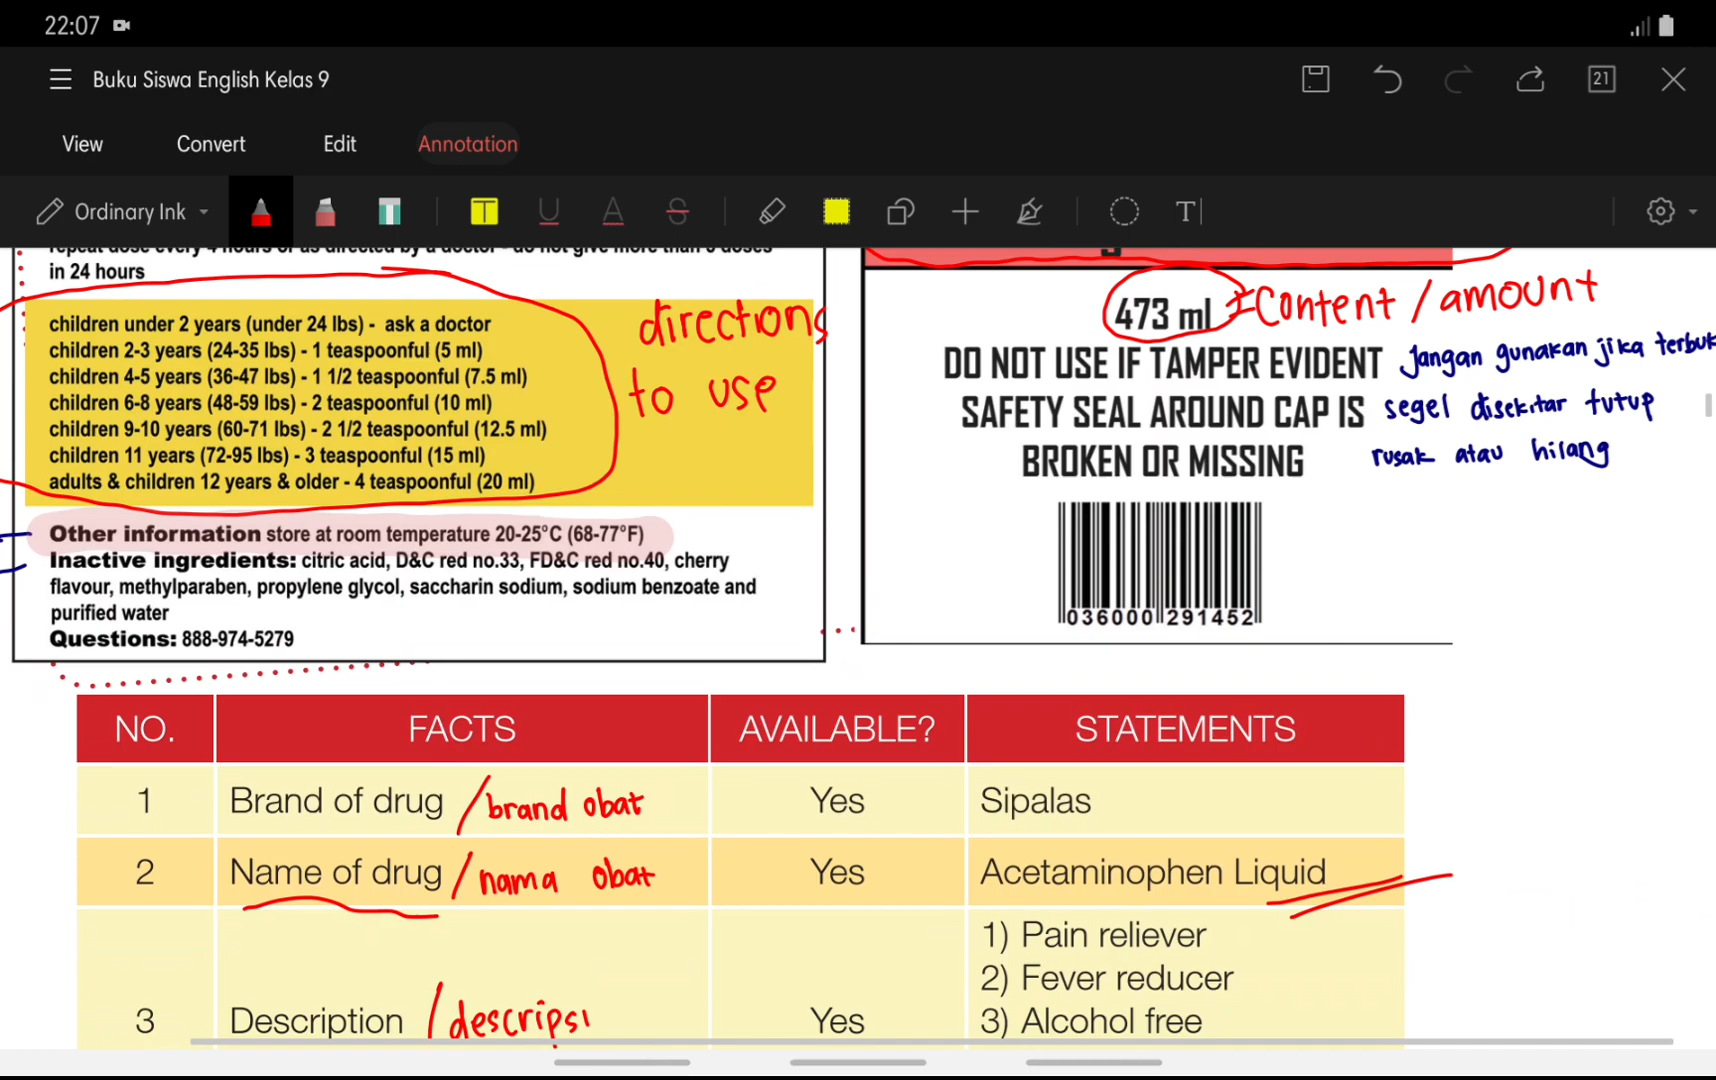 22:07
Buku Siswa English Kelas 9
21
View Convert Edit Annotation
Ordinary Ink
in 24 hours
children under 2 years (under 24 lbs) - ask a doctor
children 2-3 years (24-35 lbs) - 1 teaspoonful (5 ml)
children 4-5 years (36-47 lbs) - 1 1/2 teaspoonful (7.5 ml)
children 6-8 years (48-59 lbs) - 2 teaspoonful (10 ml)
children 9-10 years (60-71 lbs) - 2 1/2 teaspoonful (12.5 ml)
children 11 years (72-95 lbs) - 3 teaspoonful (15 ml)
adults & children 12 years & older - 4 teaspoonful (20 ml)
directions
to use
Other information store at room temperature 20-25°C (68-77°F)
Inactive ingredients: citric acid, D&C red no.33, FD&C red no.40, cherry
flavour, methylparaben, propylene glycol, saccharin sodium, sodium benzoate and
purified water
Questions: 888-974-5279
473 ml
Content / amount
DO NOT USE IF TAMPER EVIDENT
SAFETY SEAL AROUND CAP IS
BROKEN OR MISSING
Jangan gunakan jika terbuk
segel disekitar tutup
rusak atau hilang
036000 291452
NO. FACTS AVAILABLE? STATEMENTS
1 Brand of drug / brand obat Yes Sipalas
2 Name of drug / nama obat Yes Acetaminophen Liquid
1) Pain reliever
2) Fever reducer
3 Description / descripsi Yes 3) Alcohol free